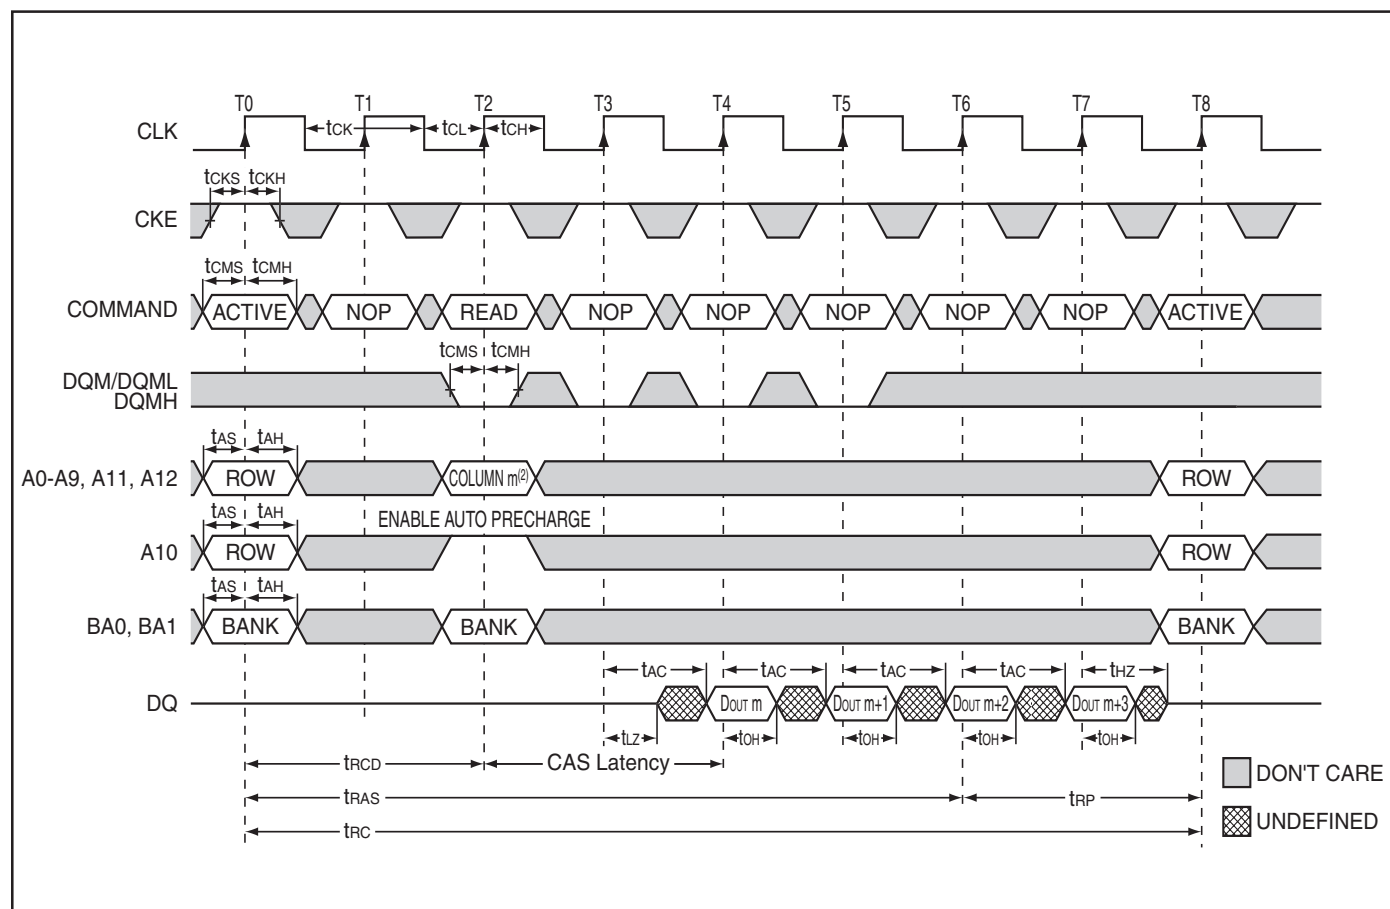 T0 T1 T2 T3 T4 T5 T6 T7 T8
CLK tCK tCL tCH
tCKS tCKH
CKE
tCMS tCMH
COMMAND ACTIVE NOP READ NOP NOP NOP NOP NOP ACTIVE
tCMS tCMH
DQM/DQML
DQMH
tAS tAH
A0-A9, A11, A12 ROW COLUMN m(2) ROW
tAS tAH ENABLE AUTO PRECHARGE
A10 ROW ROW
tAS tAH
BA0, BA1 BANK BANK BANK
tAC tAC tAC tAC tHZ
DQ DOUT m DOUT m+1 DOUT m+2 DOUT m+3
tLZ tOH tOH tOH tOH
tRCD CAS Latency
DON'T CARE
tRAS tRP
UNDEFINED
tRC